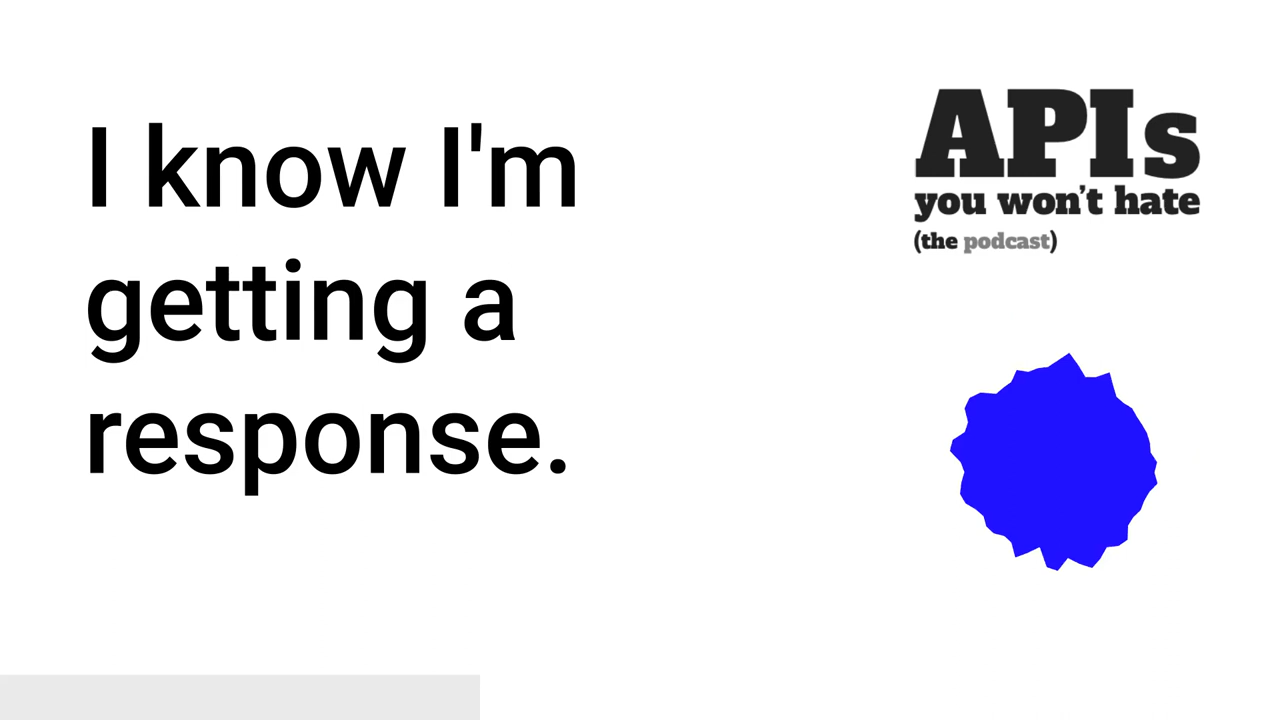 I know I'm
getting a
response.
APIs
you won't hate
(the podcast)